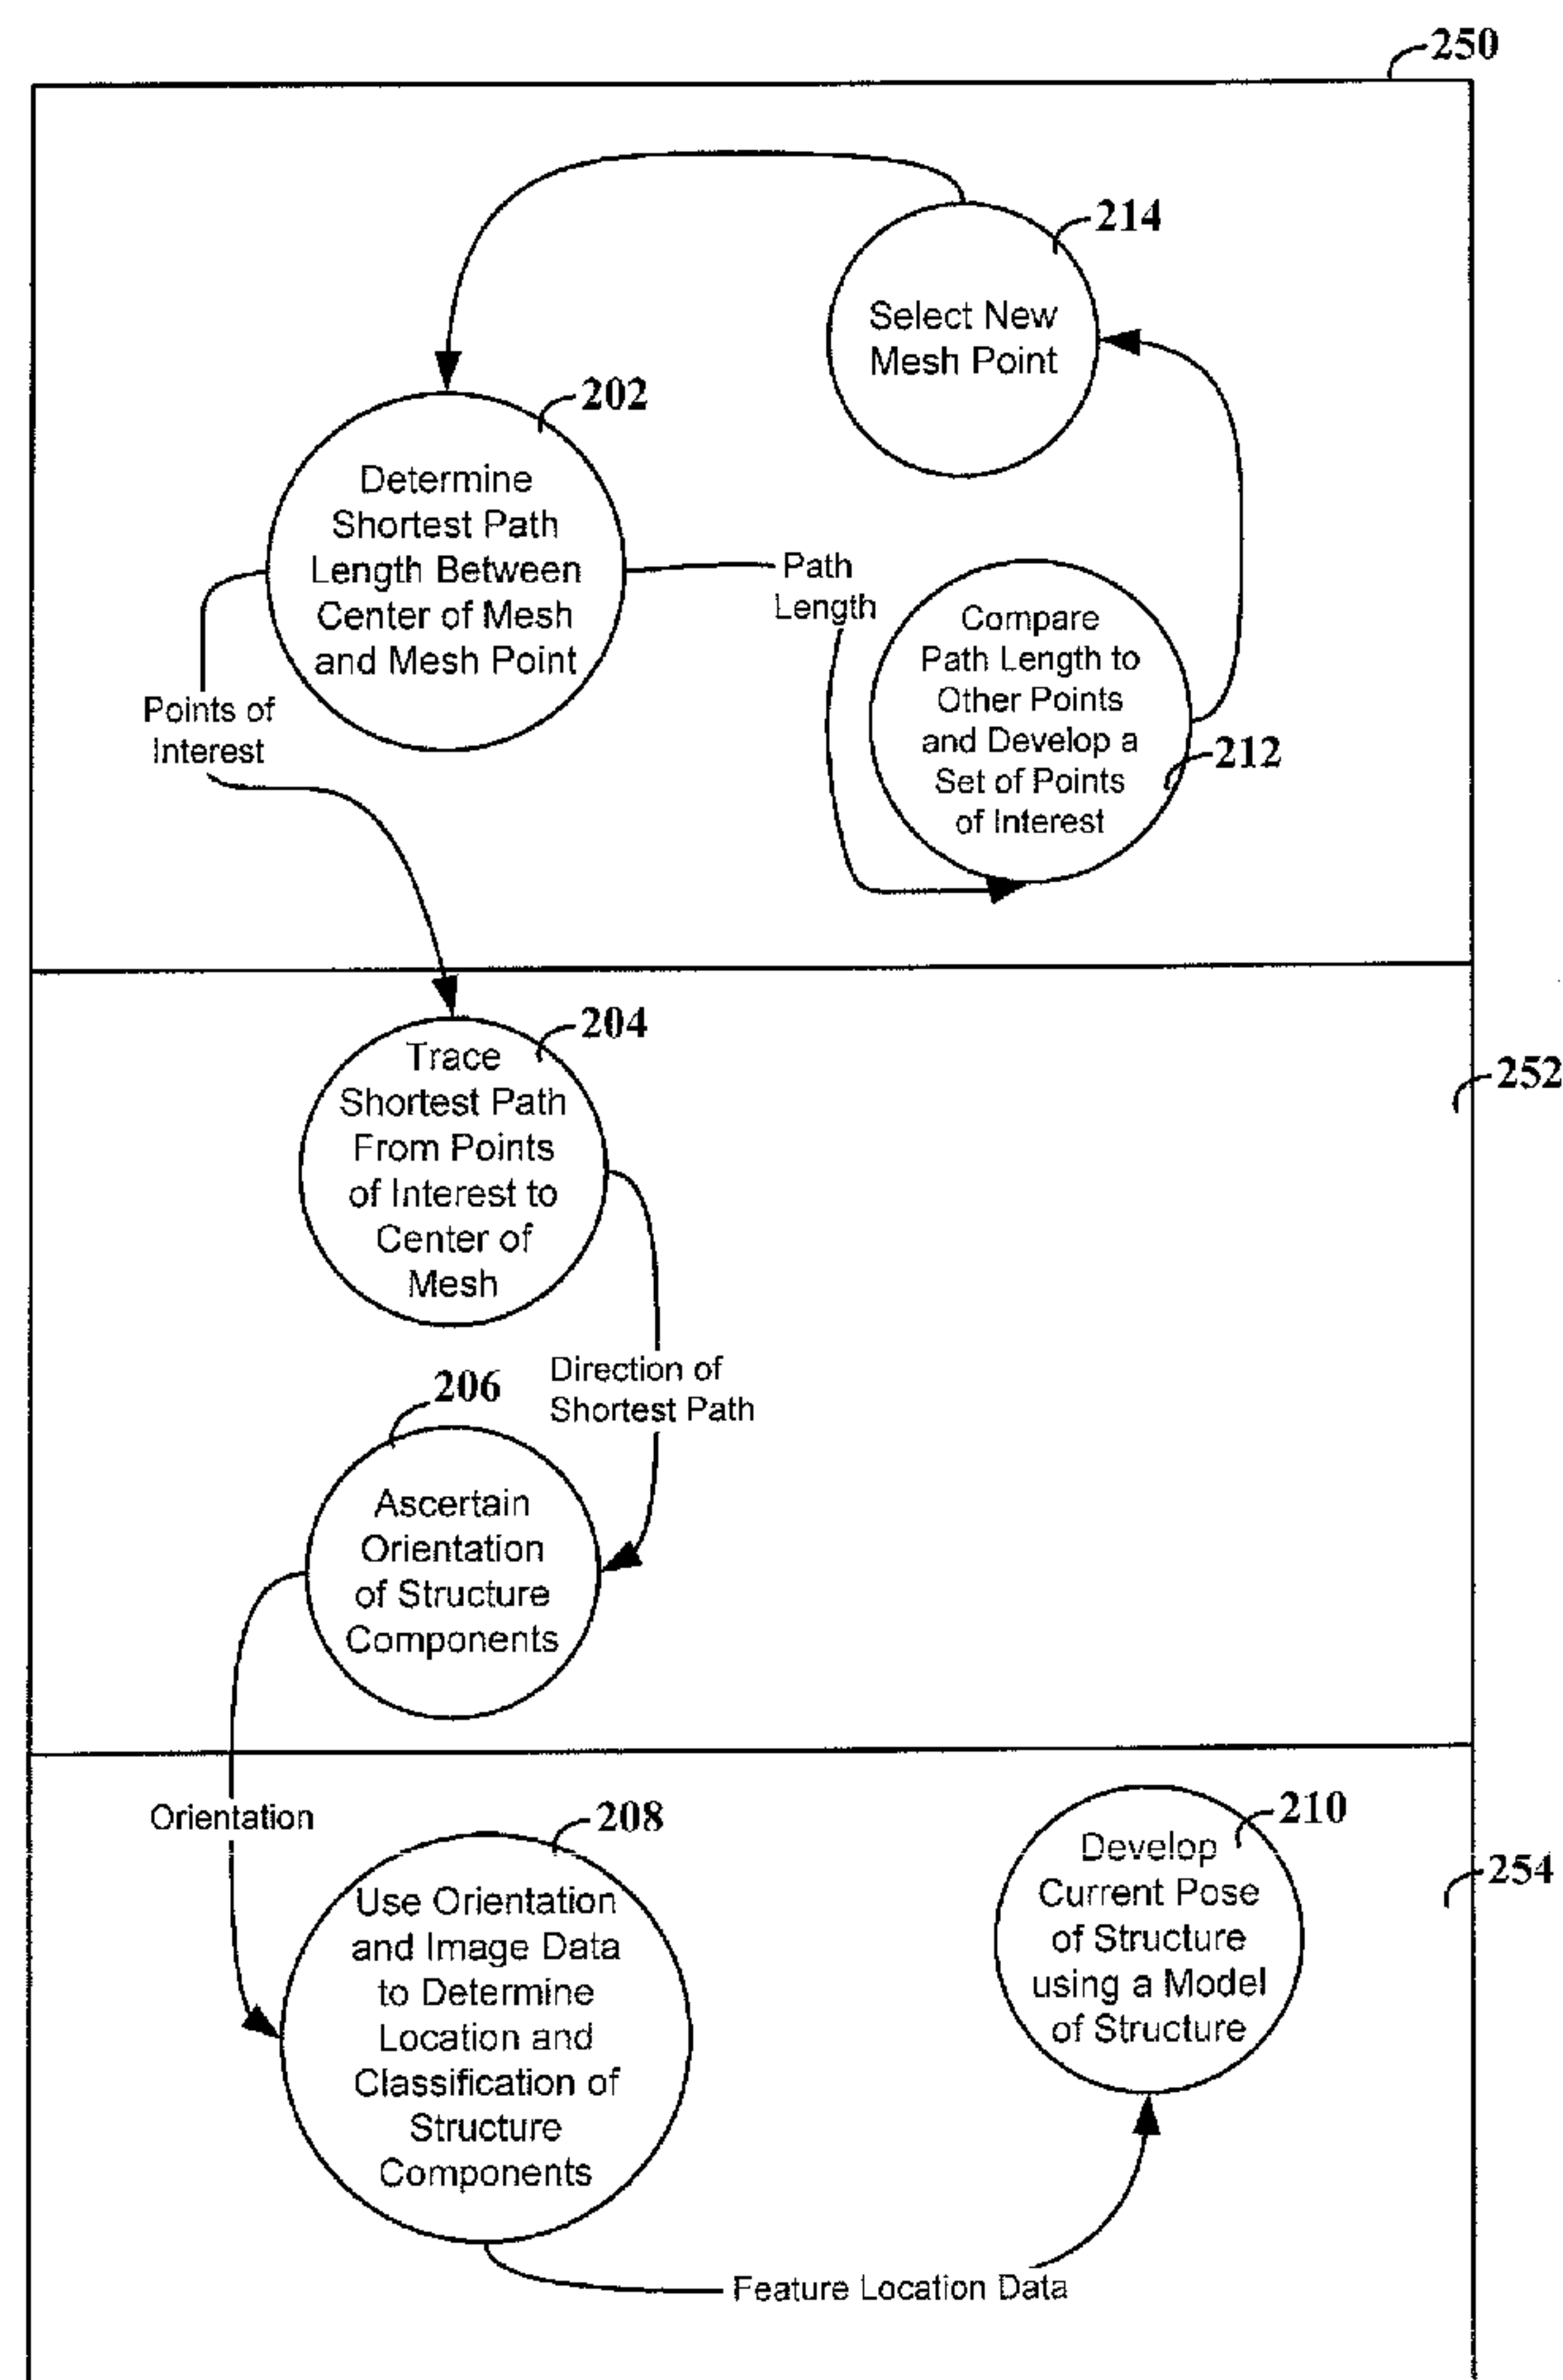 250
214
Select New
Mesh Point
202
Determine
Shortest Path
Length Between
Center of Mesh
and Mesh Point
Path
Length
Compare
Path Length to
Other Points
and Develop a
Set of Points
of Interest
212
Points of
Interest
204
Trace
Shortest Path
From Points
of Interest to
Center of
Mesh
252
Direction of
Shortest Path
206
Ascertain
Orientation
of Structure
Components
Orientation
208
Use Orientation
and Image Data
to Determine
Location and
Classification of
Structure
Components
210
Develop
Current Pose
of Structure
using a Model
of Structure
254
Feature Location Data